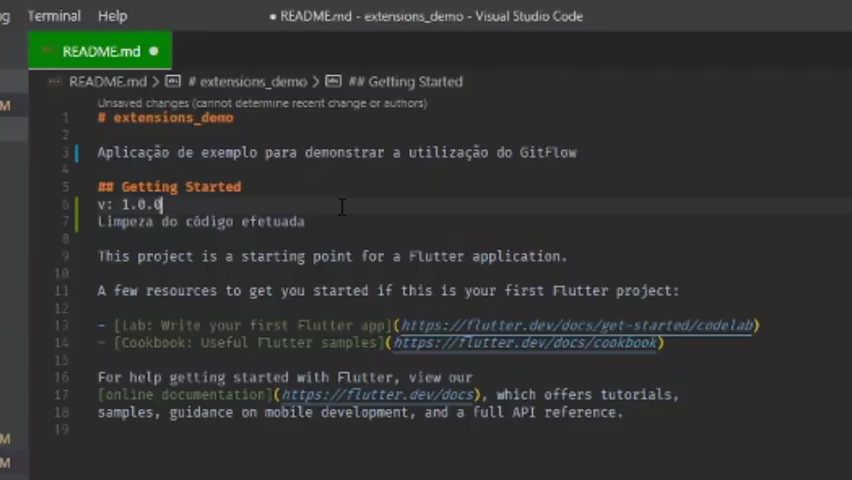 Terminal Help
● README.md - extensions_demo - Visual Studio Code
README.md ●
README.md > # extensions_demo > ## Getting Started
Unsaved changes (cannot determine recent change or authors)
M
1 # extensions_demo
2
3 Aplicação de exemplo para demonstrar a utilização do GitFlow
4
5 ## Getting Started
6 v: 1.0.0
7 Limpeza do código efetuada
8
9 This project is a starting point for a Flutter application.
10
11 A few resources to get you started if this is your first Flutter project:
12
13 - [Lab: Write your first Flutter app](https://flutter.dev/docs/get-started/codelab)
14 - [Cookbook: Useful Flutter samples](https://flutter.dev/docs/cookbook)
15
16 For help getting started with Flutter, view our
17 [online documentation](https://flutter.dev/docs), which offers tutorials,
18 samples, guidance on mobile development, and a full API reference.
19
M
M